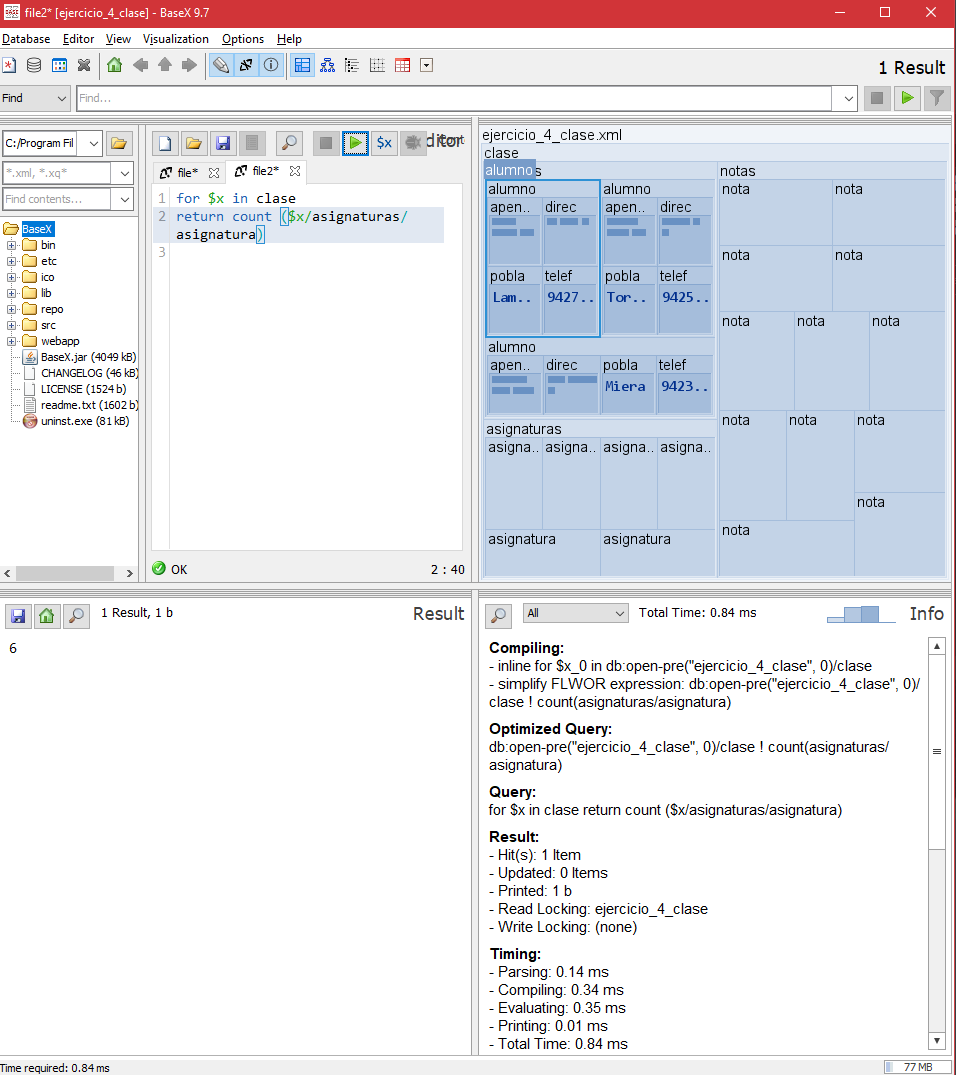 file2* [ejercicio_4_clase] - BaseX 9.7
Database Editor View Visualization Options Help
1 Result
Find
Find...
C:/Program Fil
*.xml, *.xq*
Find contents...
BaseX
bin
etc
ico
lib
repo
src
webapp
BaseX.jar (4049 kB)
CHANGELOG (46 kB)
LICENSE (1524 b)
readme.txt (1602 b)
uninst.exe (81 kB)
$x
ditor
file*
file2*
1 for $x in clase
2 return count ($x/asignaturas/
asignatura)
3
OK
2 : 40
ejercicio_4_clase.xml
clase
alumno s
notas
alumno alumno
apen.. direc apen.. direc
pobla telef pobla telef
Lam.. 9427.. Tor.. 9425..
alumno
apen.. direc pobla telef
Miera 9423..
asignaturas
asigna.. asigna.. asigna.. asigna..
asignatura asignatura
nota nota
nota nota
nota nota nota
nota nota nota
nota
nota
1 Result, 1 b
Result
6
All
Total Time: 0.84 ms
Info
Compiling:
- inline for $x_0 in db:open-pre("ejercicio_4_clase", 0)/clase
- simplify FLWOR expression: db:open-pre("ejercicio_4_clase", 0)/
clase ! count(asignaturas/asignatura)
Optimized Query:
db:open-pre("ejercicio_4_clase", 0)/clase ! count(asignaturas/
asignatura)
Query:
for $x in clase return count ($x/asignaturas/asignatura)
Result:
- Hit(s): 1 Item
- Updated: 0 Items
- Printed: 1 b
- Read Locking: ejercicio_4_clase
- Write Locking: (none)
Timing:
- Parsing: 0.14 ms
- Compiling: 0.34 ms
- Evaluating: 0.35 ms
- Printing: 0.01 ms
- Total Time: 0.84 ms
Time required: 0.84 ms
77 MB